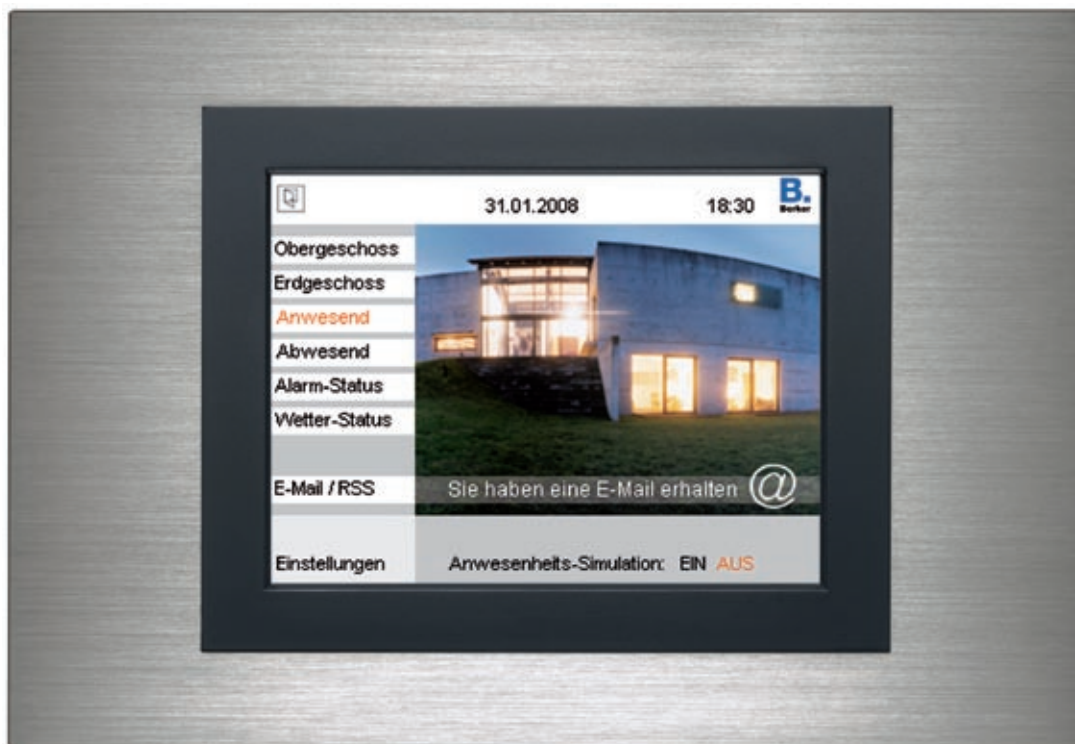 31.01.2008 18:30 B.
Berker
Obergeschoss
Erdgeschoss
Anwesend
Abwesend
Alarm-Status
Wetter-Status
E-Mail / RSS Sie haben eine E-Mail erhalten @
Einstellungen Anwesenheits-Simulation: EIN AUS